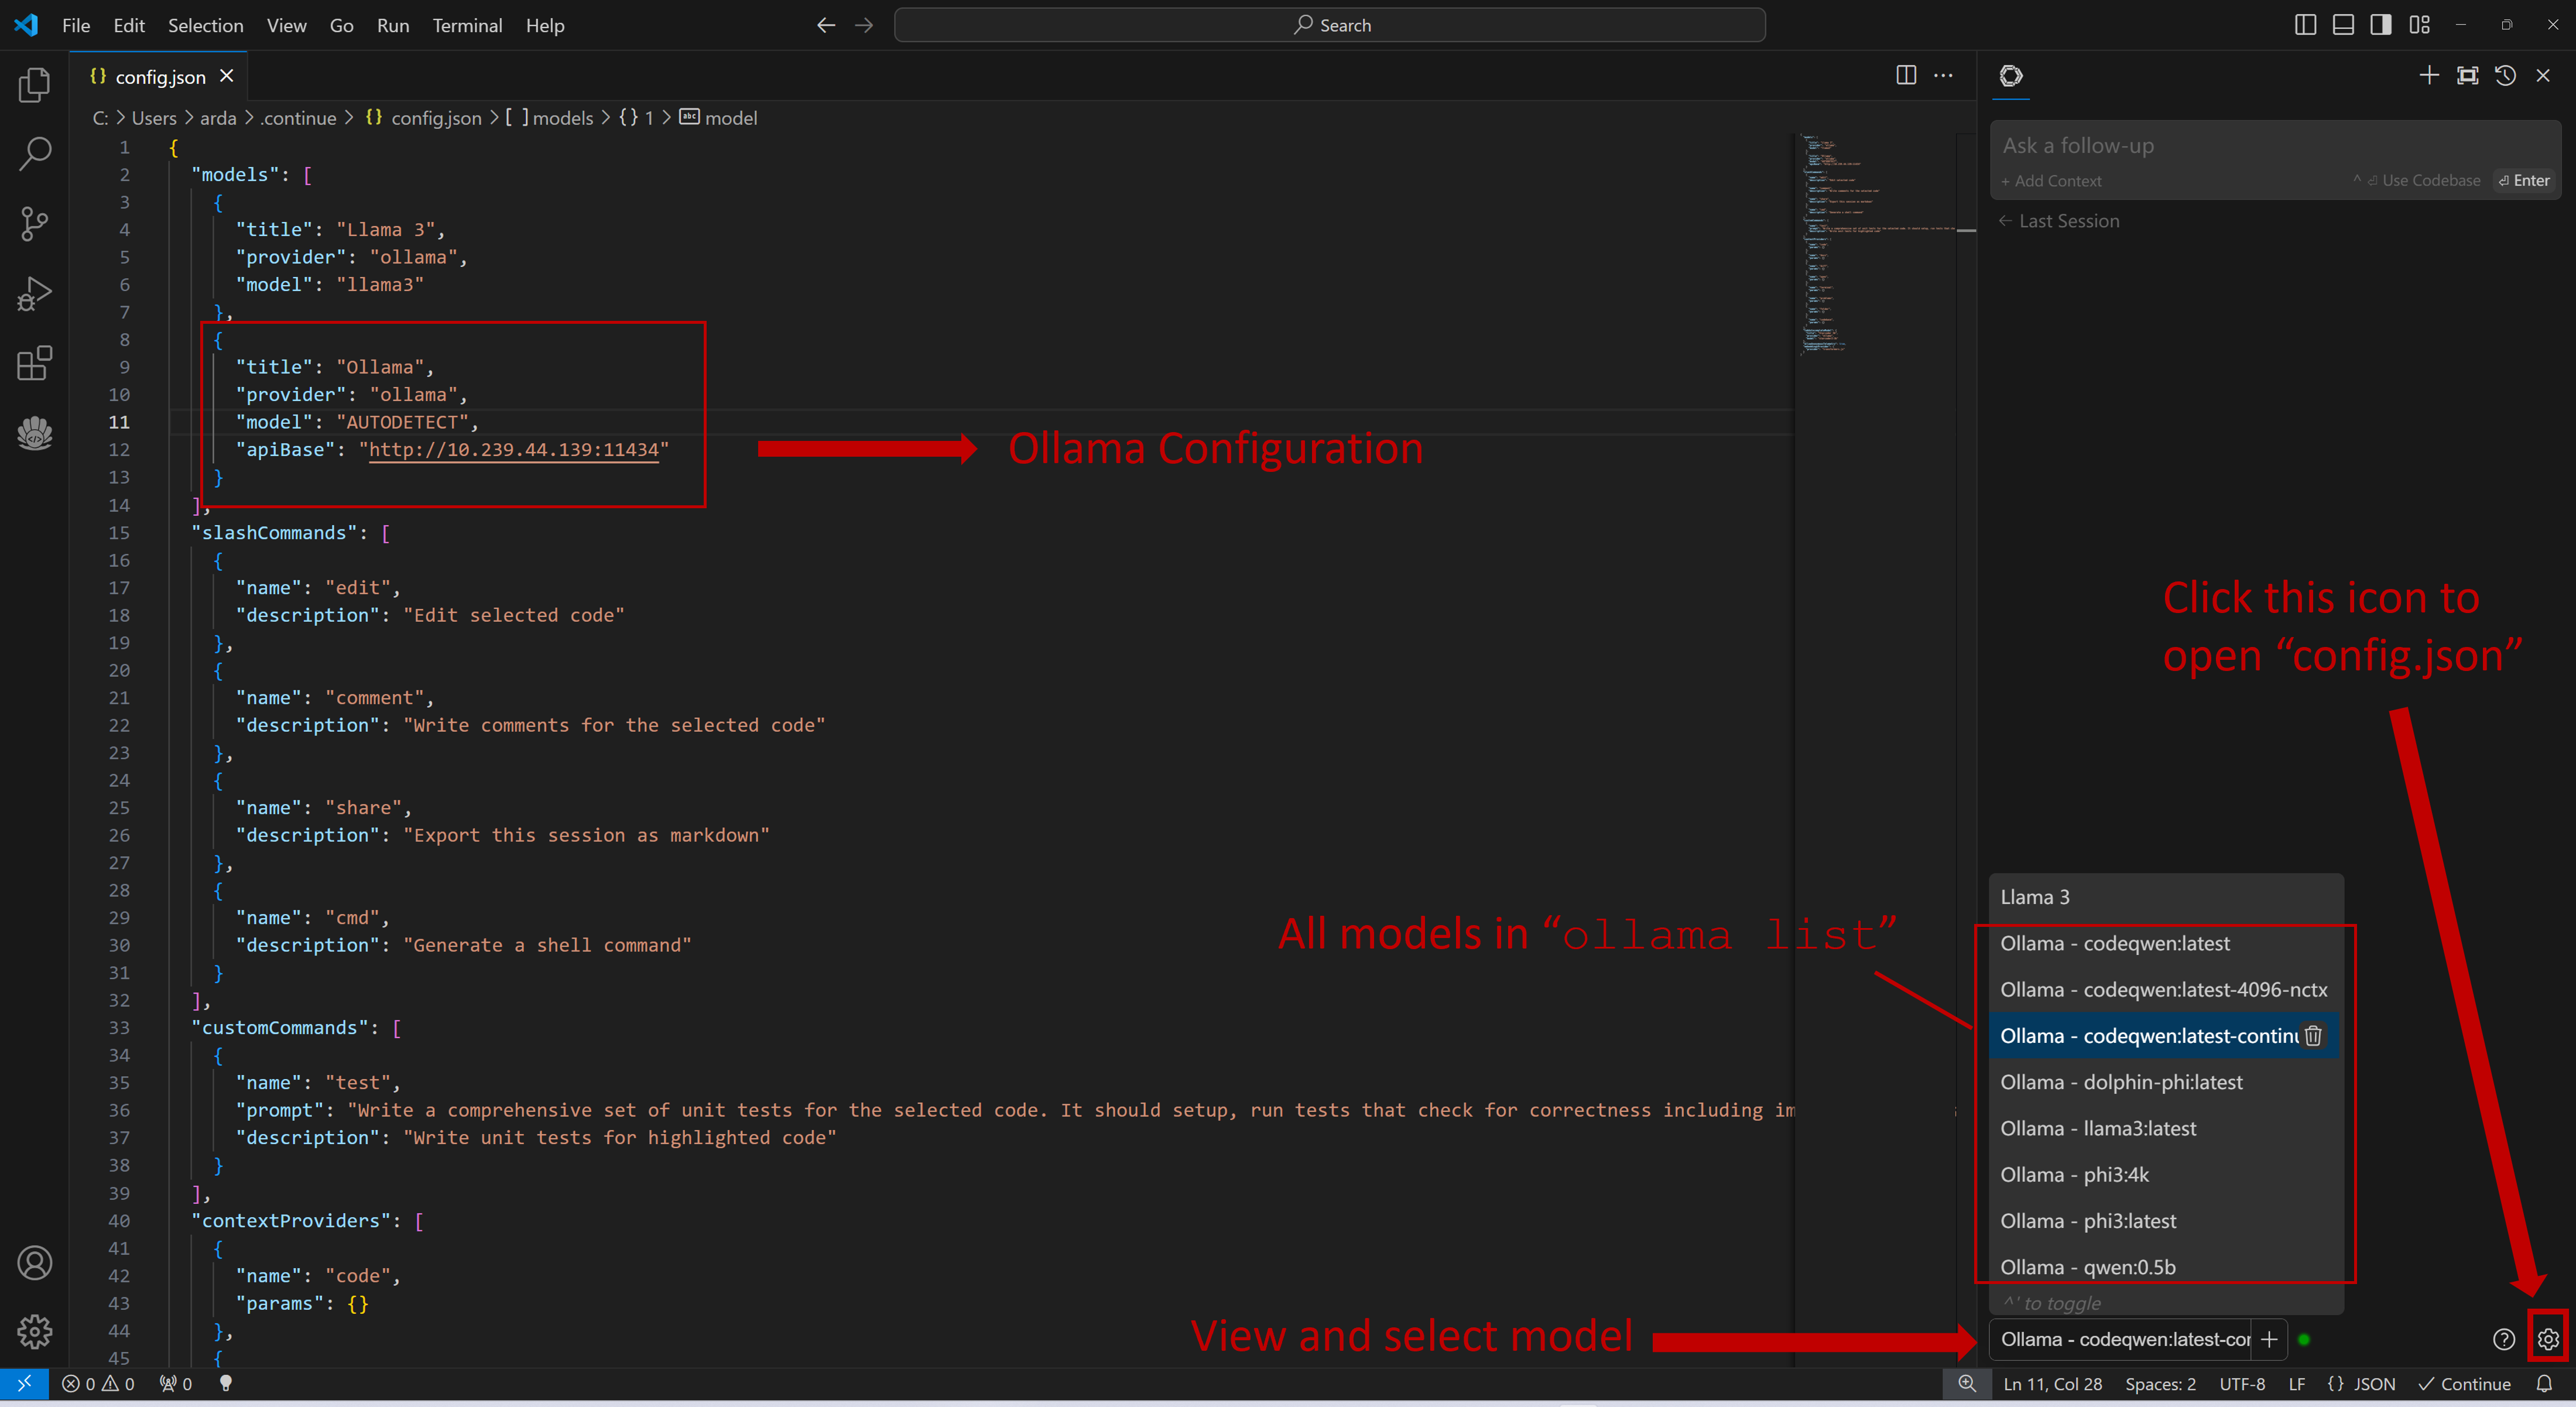 File Edit Selection View Go Run Terminal Help
Search
{} config.json
C: > Users > arda > .continue > {} config.json > [ ] models > {} 1 > abc model
1 {
2 "models": [
3 {
4 "title": "Llama 3",
5 "provider": "ollama",
6 "model": "llama3"
7 },
8 {
9 "title": "Ollama",
10 "provider": "ollama",
11 "model": "AUTODETECT",
12 "apiBase": "http://10.239.44.139:11434"
13 }
14 ],
15 "slashCommands": [
16 {
17 "name": "edit",
18 "description": "Edit selected code"
19 },
20 {
21 "name": "comment",
22 "description": "Write comments for the selected code"
23 },
24 {
25 "name": "share",
26 "description": "Export this session as markdown"
27 },
28 {
29 "name": "cmd",
30 "description": "Generate a shell command"
31 }
32 ],
33 "customCommands": [
34 {
35 "name": "test",
36 "prompt": "Write a comprehensive set of unit tests for the selected code. It should setup, run tests that check for correctness including im
37 "description": "Write unit tests for highlighted code"
38 }
39 ],
40 "contextProviders": [
41 {
42 "name": "code",
43 "params": {}
44 },
45 {
Ollama Configuration
All models in “ollama list”
View and select model
Ask a follow-up
+ Add Context
^ ⏎ Use Codebase
⏎ Enter
← Last Session
Click this icon to
open “config.json”
Llama 3
Ollama - codeqwen:latest
Ollama - codeqwen:latest-4096-nctx
Ollama - codeqwen:latest-continu
Ollama - dolphin-phi:latest
Ollama - llama3:latest
Ollama - phi3:4k
Ollama - phi3:latest
Ollama - qwen:0.5b
^' to toggle
Ollama - codeqwen:latest-cor +
0 0 0
Ln 11, Col 28 Spaces: 2 UTF-8 LF {} JSON ✓ Continue